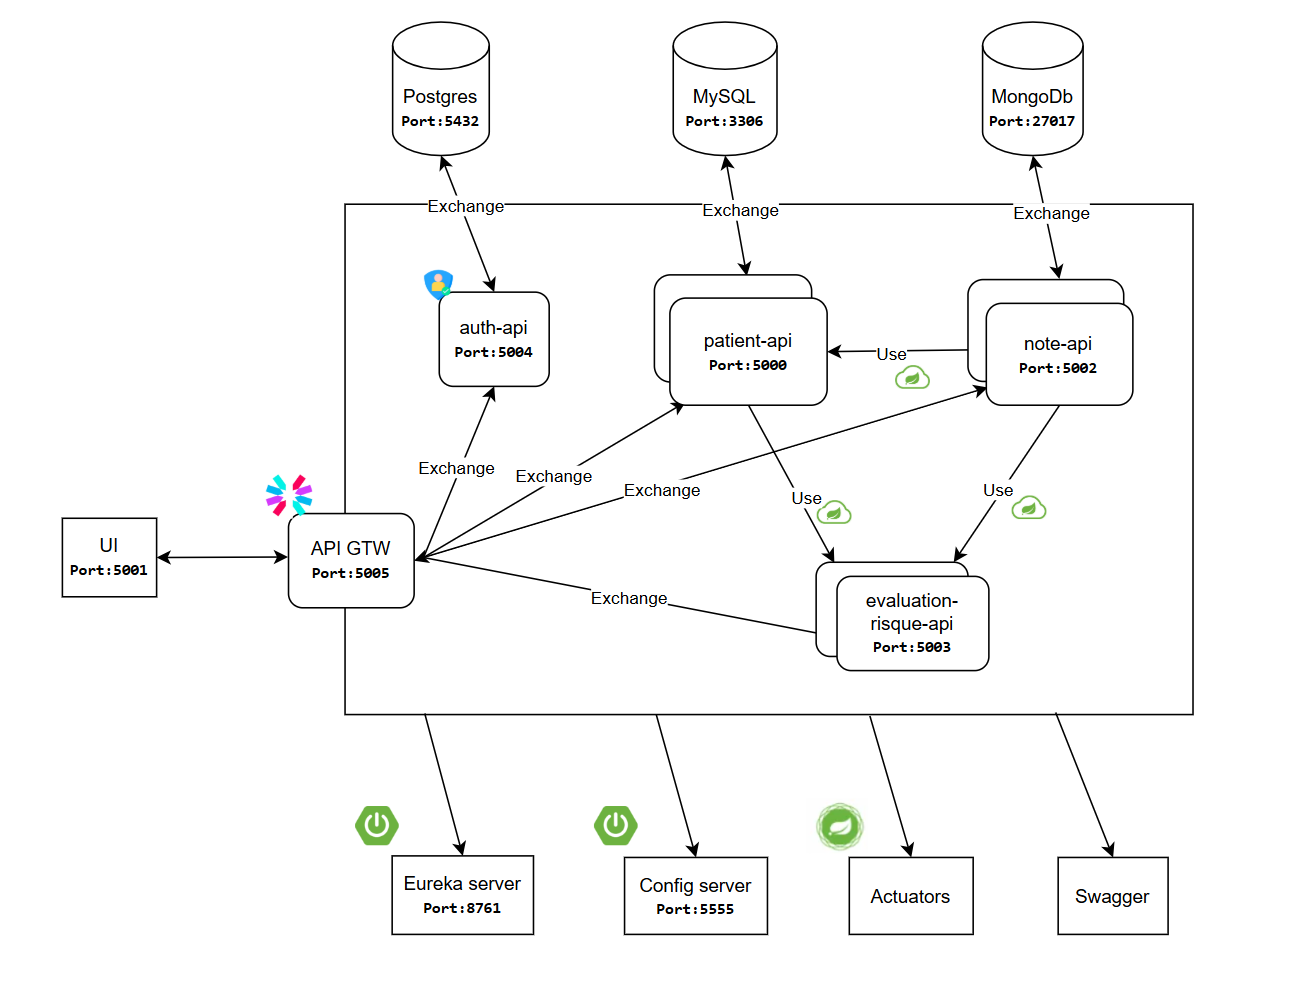 Postgres
Port:5432
MySQL
Port:3306
MongoDb
Port:27017
Exchange
Exchange
Exchange
auth-api
Port:5004
patient-api
Port:5000
note-api
Port:5002
Use
Exchange
Exchange
Exchange
Use
Use
UI
Port:5001
API GTW
Port:5005
Exchange
evaluation-
risque-api
Port:5003
Eureka server
Port:8761
Config server
Port:5555
Actuators
Swagger